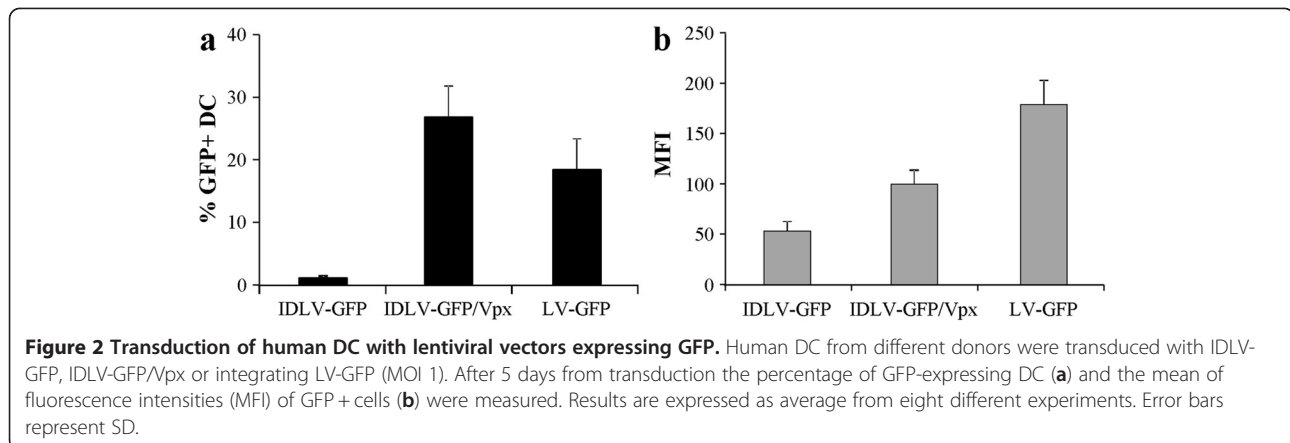 a
% GFP+ DC
40
30
20
10
0
IDLV-GFP IDLV-GFP/Vpx LV-GFP
b
MFI
250
200
150
100
50
0
IDLV-GFP IDLV-GFP/Vpx LV-GFP
Figure 2 Transduction of human DC with lentiviral vectors expressing GFP. Human DC from different donors were transduced with IDLV-
GFP, IDLV-GFP/Vpx or integrating LV-GFP (MOI 1). After 5 days from transduction the percentage of GFP-expressing DC (a) and the mean of
fluorescence intensities (MFI) of GFP + cells (b) were measured. Results are expressed as average from eight different experiments. Error bars
represent SD.